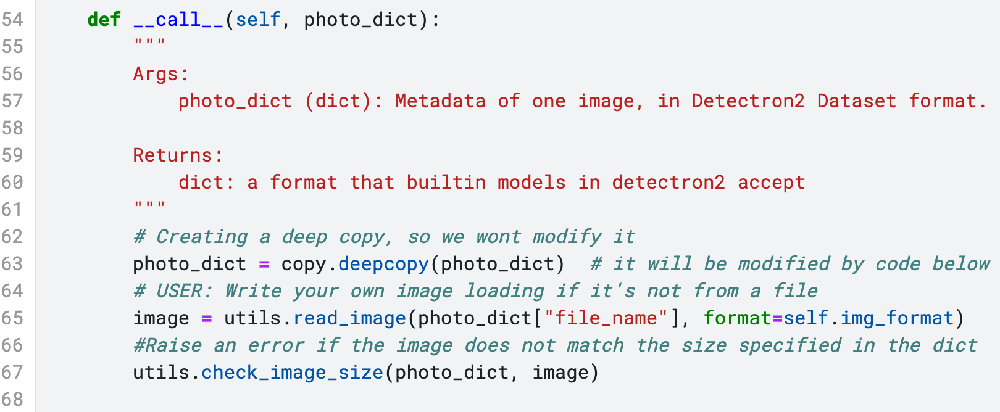 54     def __call__(self, photo_dict):
55         """
56         Args:
57             photo_dict (dict): Metadata of one image, in Detectron2 Dataset format.
58
59         Returns:
60             dict: a format that builtin models in detectron2 accept
61         """
62         # Creating a deep copy, so we wont modify it
63         photo_dict = copy.deepcopy(photo_dict)  # it will be modified by code below
64         # USER: Write your own image loading if it's not from a file
65         image = utils.read_image(photo_dict["file_name"], format=self.img_format)
66         #Raise an error if the image does not match the size specified in the dict
67         utils.check_image_size(photo_dict, image)
68